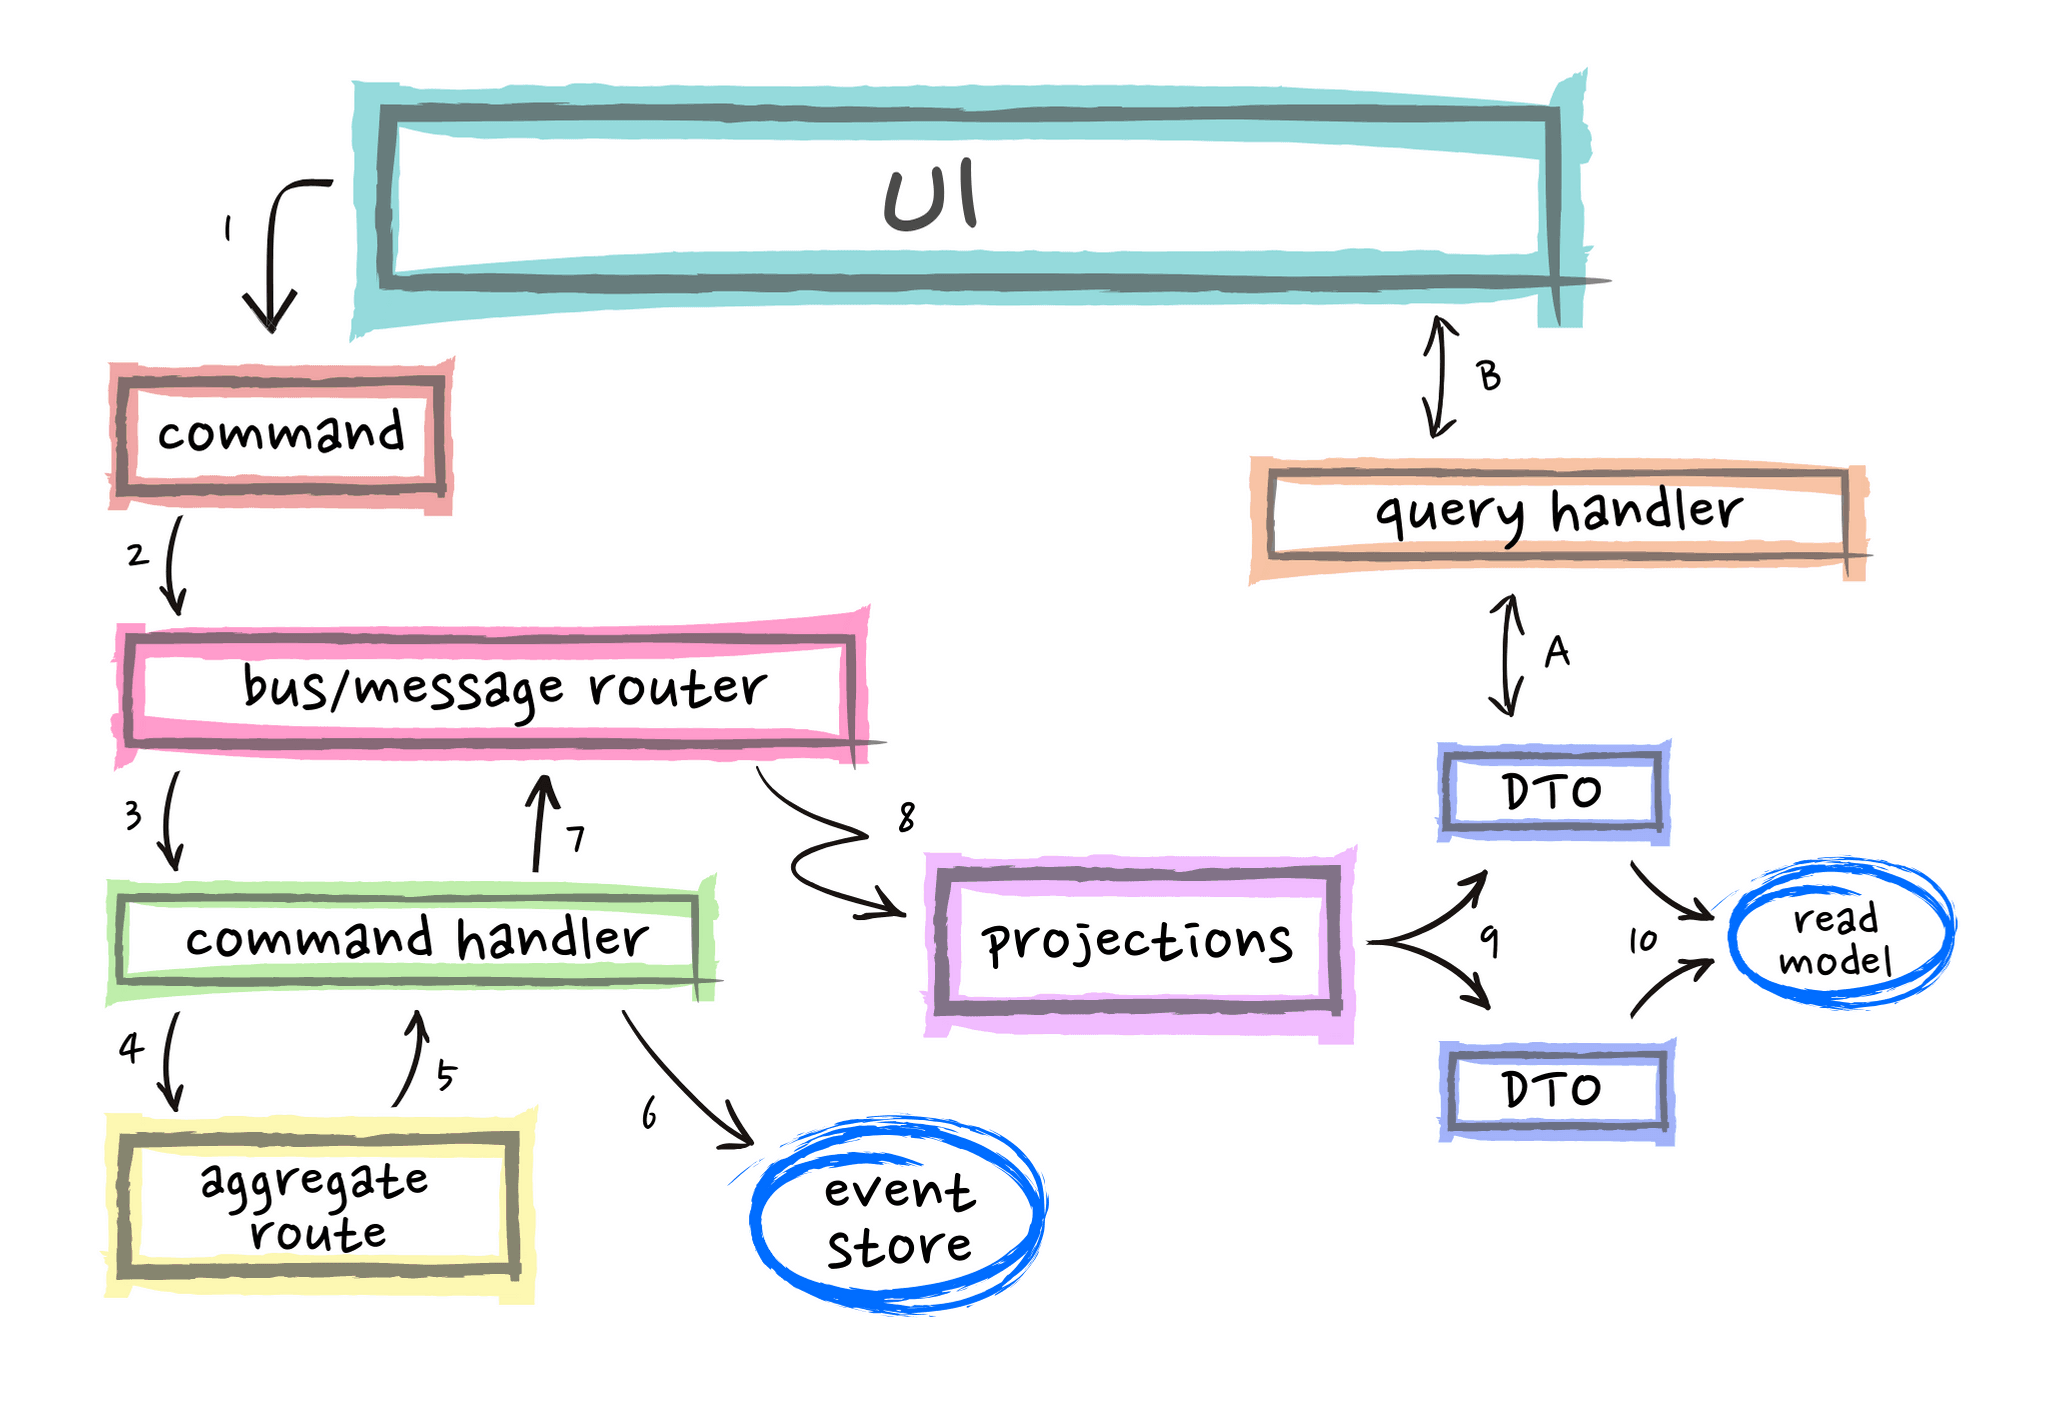 UI
1
command
B
query handler
2
bus/message router
A
3
7
8
DTO
command handler
projections
9
10
read
model
4
5
6
DTO
aggregate
route
event
store